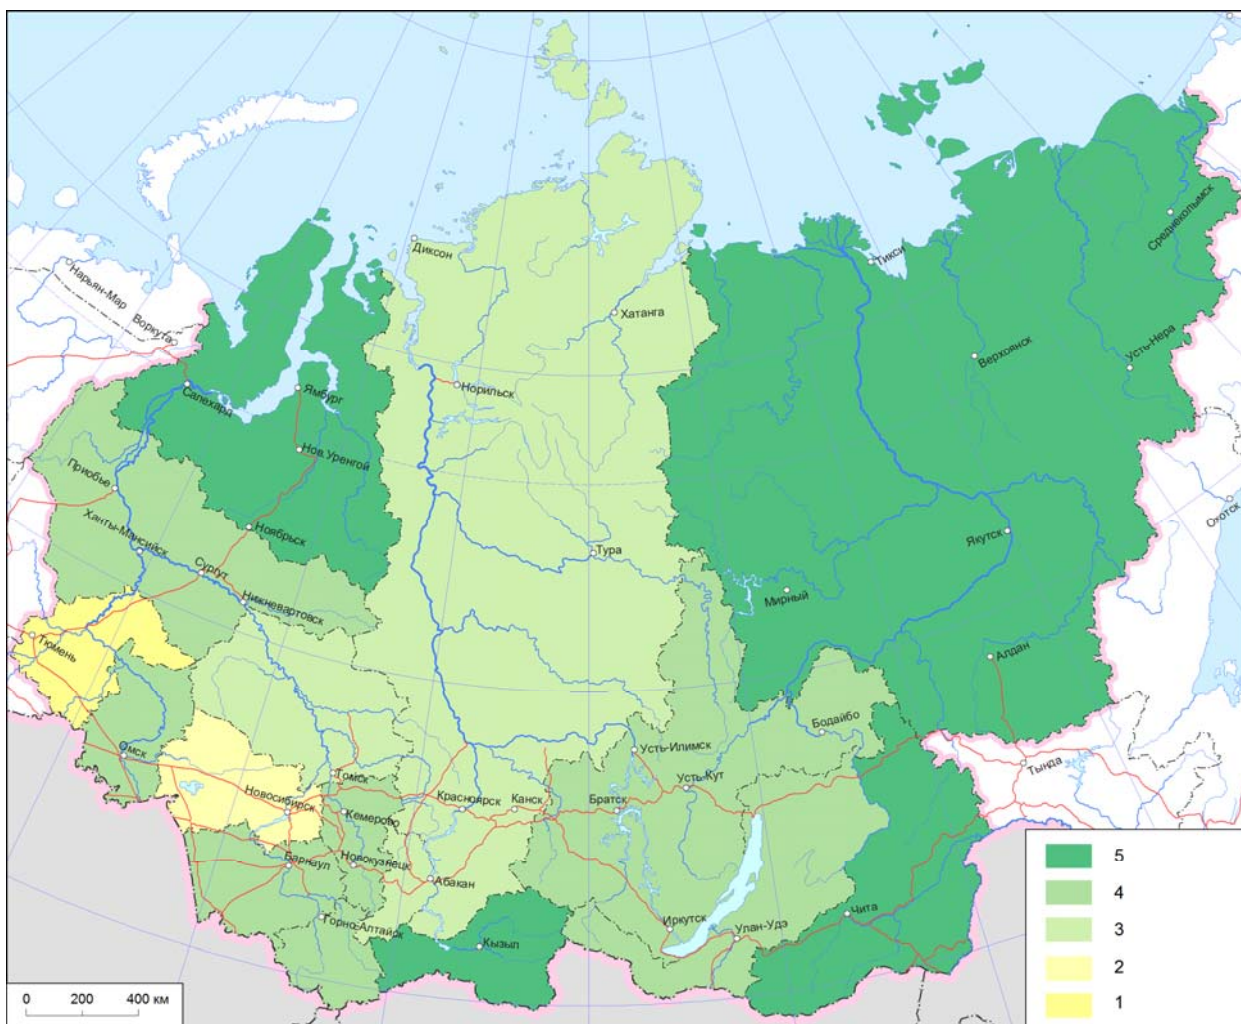 Диксон
Тикси
Среднеколымск
Нарьян-Мар
Воркута
Хатанга
Верхоянск
Усть-Нера
Салехард
Ямбург
Норильск
Нов.Уренгой
Приобье
Ноябрьск
Охотск
Ханты-Мансийск
Якутск
Тура
Сургут
Нижневартовск
Мирный
Тюмень
Алдан
Бодайбо
Омск
Усть-Илимск
Тында
Томск
Усть-Кут
Новосибирск
Красноярск
Канск
Братск
Кемерово
Барнаул
Новокузнецк
Абакан
Чита
Горно-Алтайск
Иркутск
Улан-Удэ
Кызыл
5
4
3
2
1
0 200 400 км